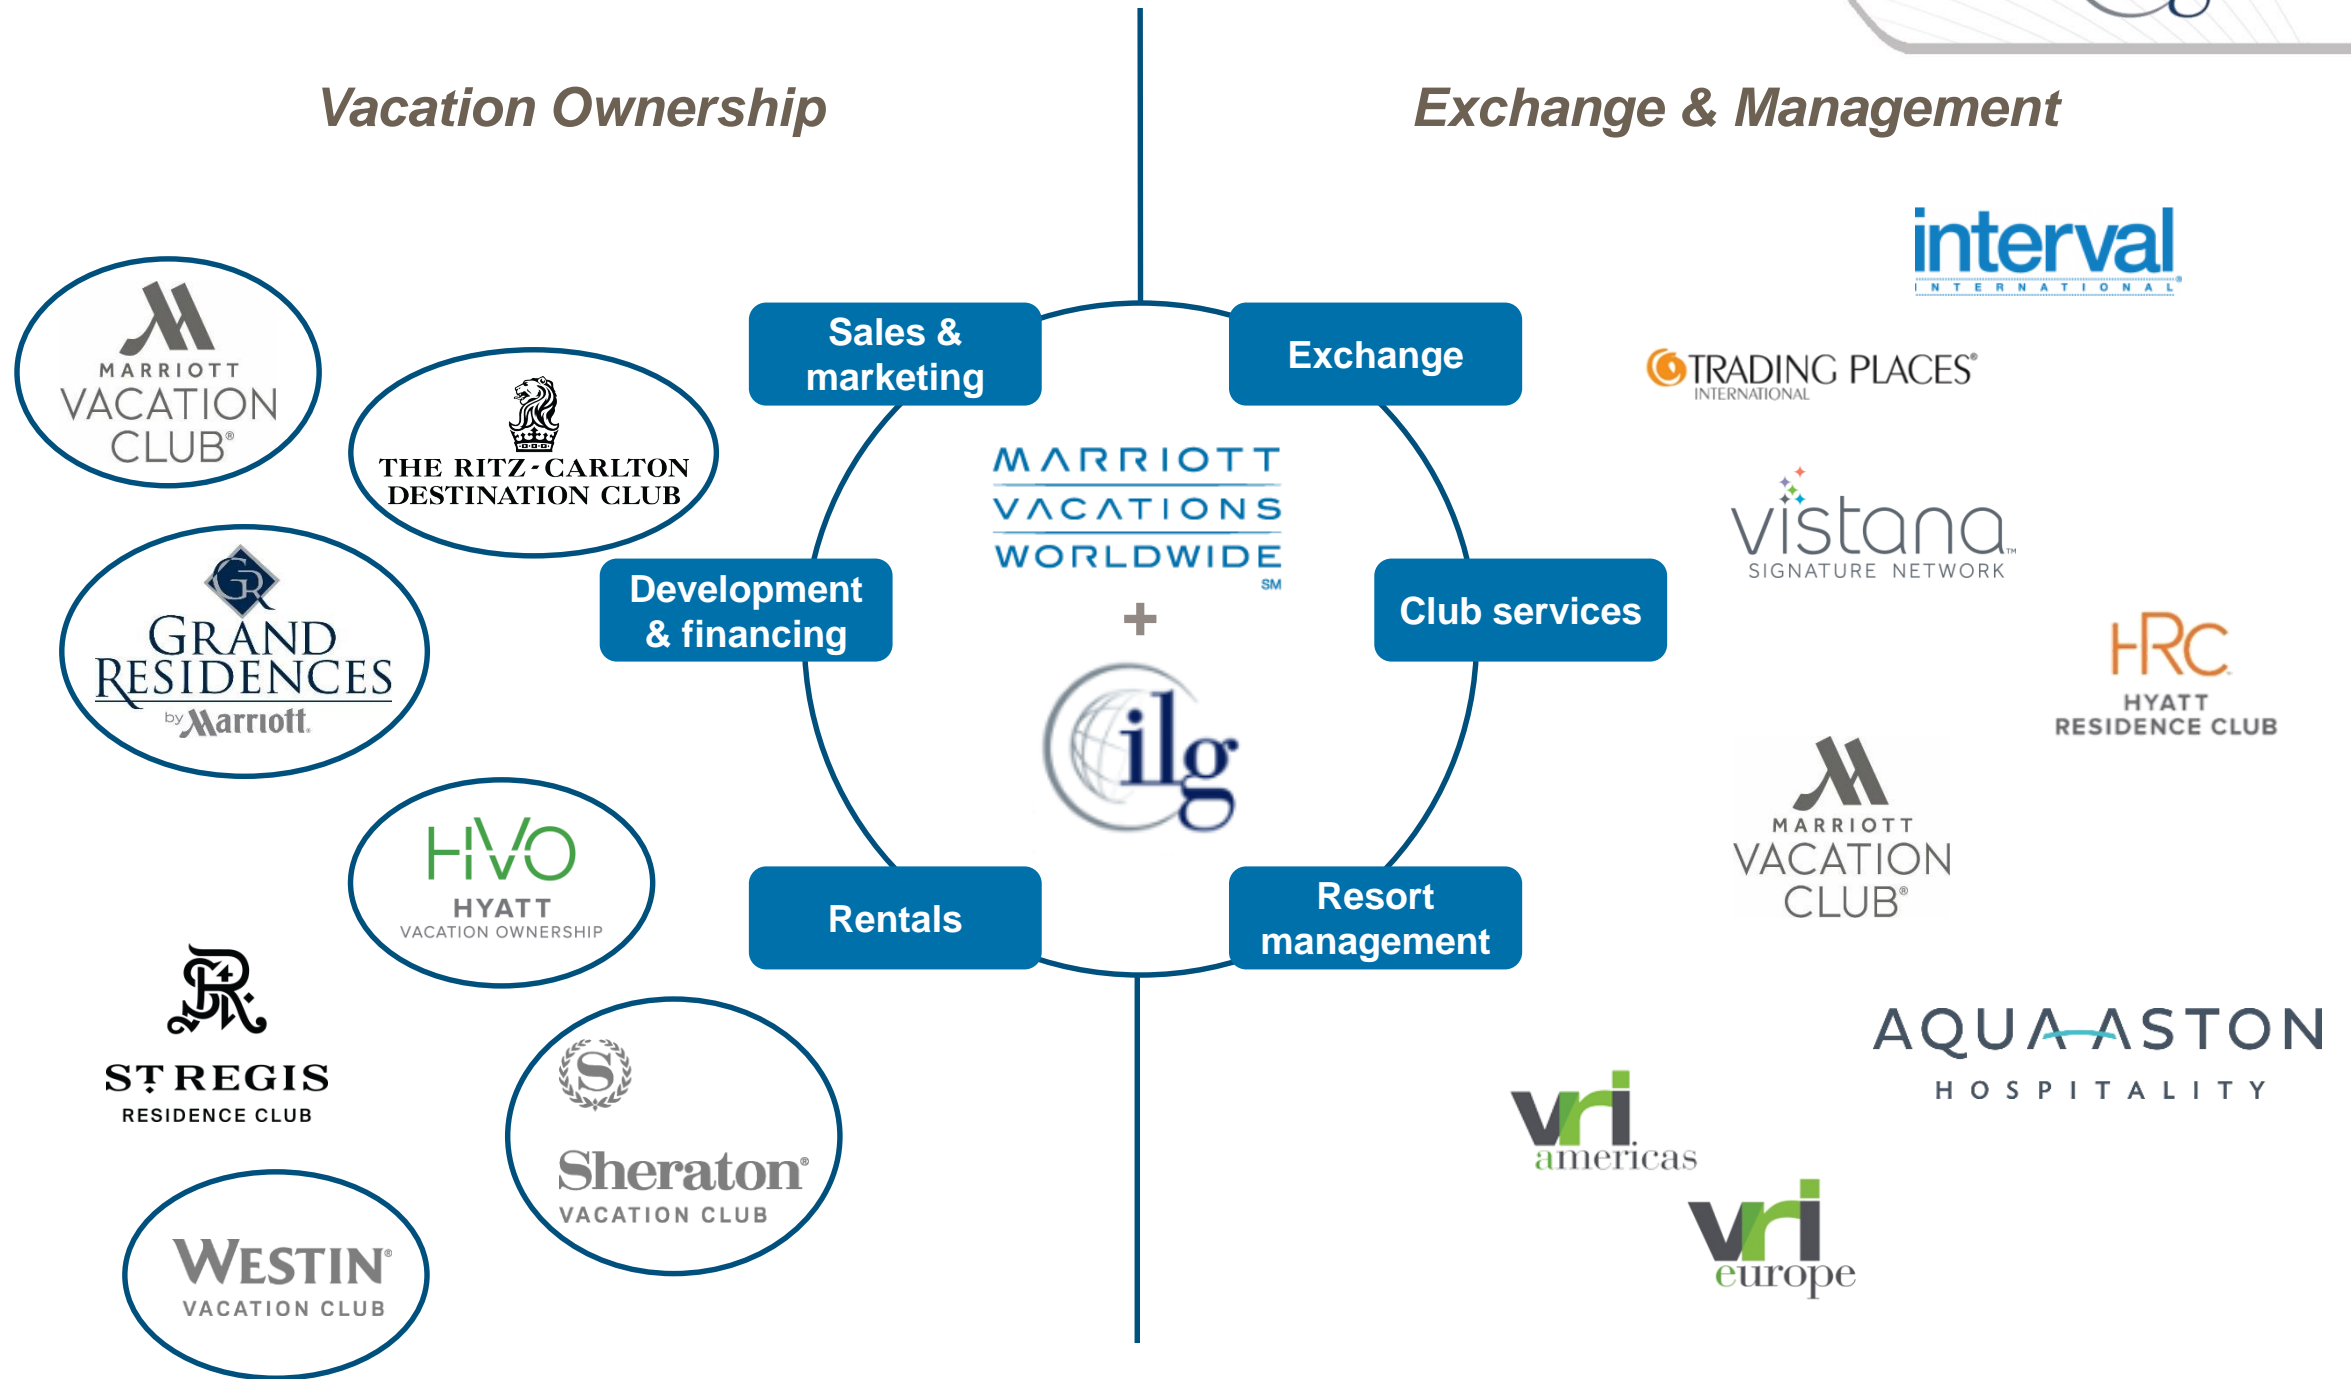 Vacation Ownership
Exchange & Management
MARRIOTT
VACATION
CLUB®
THE RITZ-CARLTON
DESTINATION CLUB
GR
GRAND
RESIDENCES
by Marriott.
HVO
HYATT
VACATION OWNERSHIP
ST REGIS
RESIDENCE CLUB
S
Sheraton®
VACATION CLUB
WESTIN®
VACATION CLUB
Sales &
marketing
Development
& financing
Rentals
MARRIOTT
VACATIONS
WORLDWIDE
SM
+
ilg
Exchange
Club services
Resort
management
interval
INTERNATIONAL®
TRADING PLACES®
INTERNATIONAL
vistana™
SIGNATURE NETWORK
HRC
HYATT
RESIDENCE CLUB
MARRIOTT
VACATION
CLUB®
AQUA-ASTON
HOSPITALITY
vri
americas
vri
europe